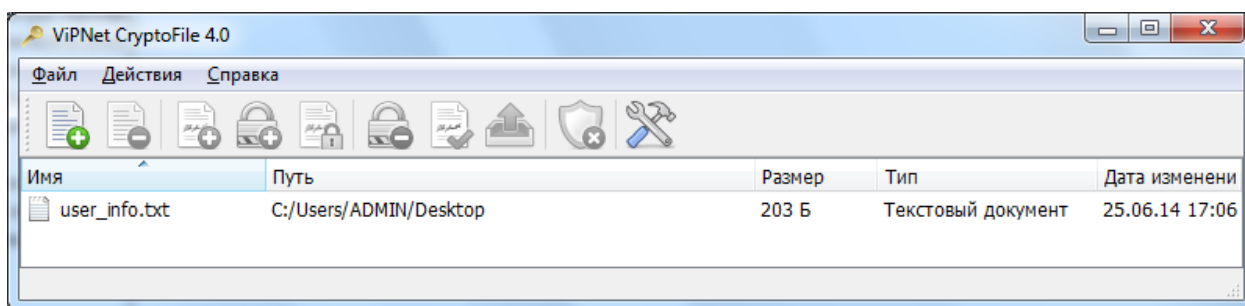 ViPNet CryptoFile 4.0
Файл Действия Справка
Имя Путь Размер Тип Дата изменени
user_info.txt C:/Users/ADMIN/Desktop 203 Б Текстовый документ 25.06.14 17:06